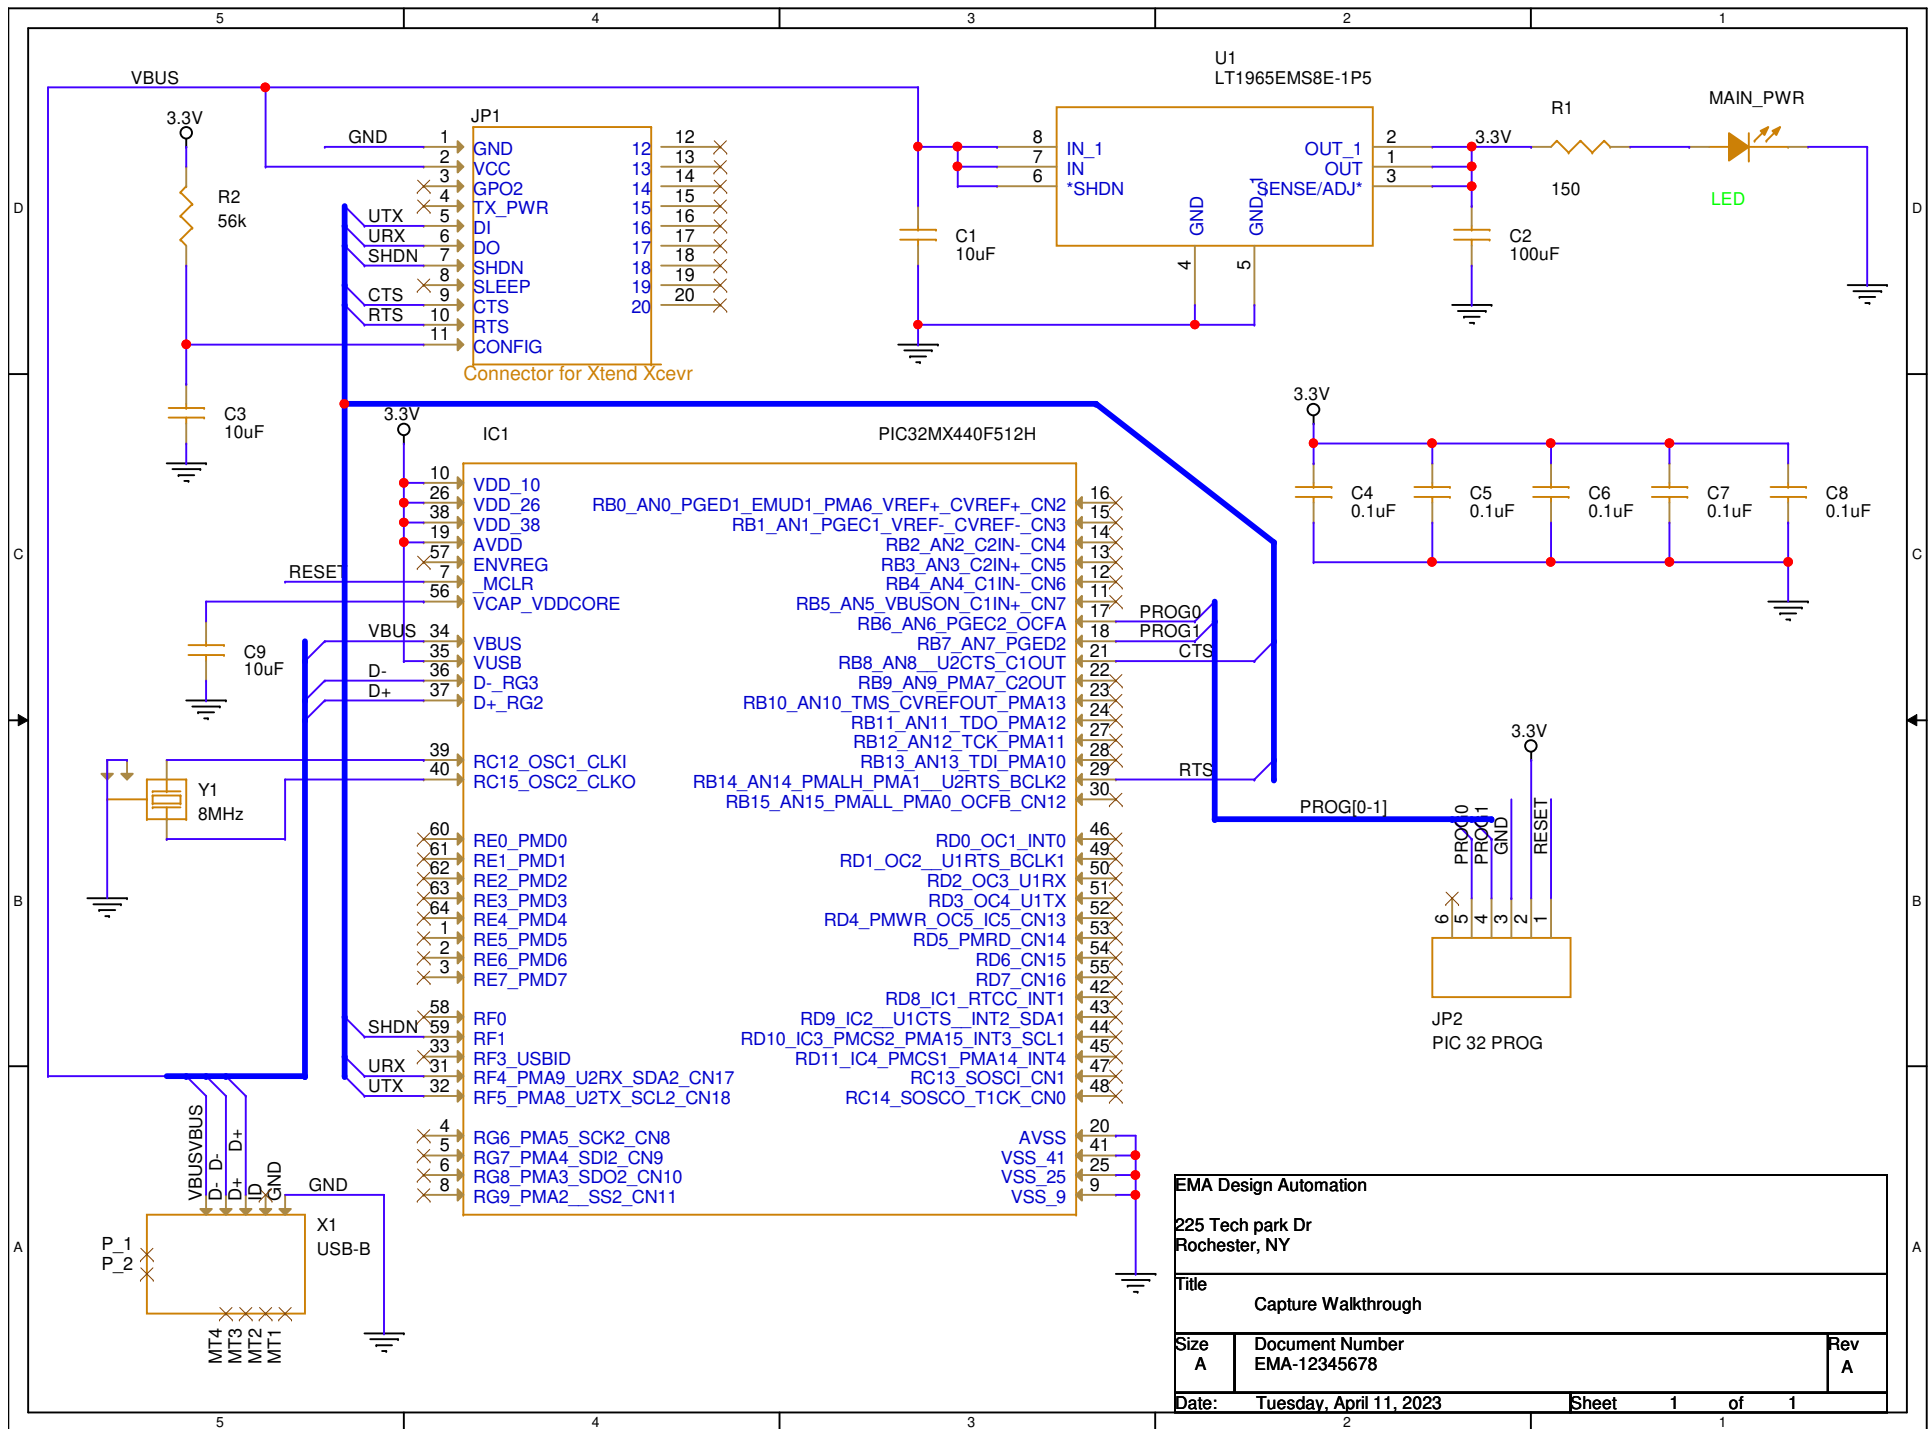 5 4 3 2 1
D
C
B
A
D
C
B
A
VBUS
3.3V
R2
56k
C3
10uF
JP1
GND
1 GND
2 VCC
3 GPO2
4 TX_PWR
UTX 5 DI
URX 6 DO
SHDN 7 SHDN
8 SLEEP
CTS 9 CTS
RTS 10 RTS
11 CONFIG
12 12
13 13
14 14
15 15
16 16
17 17
18 18
19 19
20 20
Connector for Xtend Xcevr
C1
10uF
U1
LT1965EMS8E-1P5
8 IN_1
7 IN
6 *SHDN
OUT_1 2
OUT 1
SENSE/ADJ* 3
GND 4
GND_1 5
3.3V
C2
100uF
R1
150
MAIN_PWR
LED
3.3V
C4
0.1uF
C5
0.1uF
C6
0.1uF
C7
0.1uF
C8
0.1uF
3.3V
IC1
PIC32MX440F512H
10 VDD_10
26 VDD_26
38 VDD_38
19 AVDD
57 ENVREG
RESET 7 _MCLR
56 VCAP_VDDCORE
VBUS 34 VBUS
35 VUSB
D- 36 D-_RG3
D+ 37 D+_RG2
39 RC12_OSC1_CLKI
40 RC15_OSC2_CLKO
60 RE0_PMD0
61 RE1_PMD1
62 RE2_PMD2
63 RE3_PMD3
64 RE4_PMD4
1 RE5_PMD5
2 RE6_PMD6
3 RE7_PMD7
58 RF0
SHDN 59 RF1
33 RF3_USBID
URX 31 RF4_PMA9_U2RX_SDA2_CN17
UTX 32 RF5_PMA8_U2TX_SCL2_CN18
4 RG6_PMA5_SCK2_CN8
5 RG7_PMA4_SDI2_CN9
6 RG8_PMA3_SDO2_CN10
8 RG9_PMA2__SS2_CN11
RB0_AN0_PGED1_EMUD1_PMA6_VREF+_CVREF+_CN2 16
RB1_AN1_PGEC1_VREF-_CVREF-_CN3 15
RB2_AN2_C2IN-_CN4 14
RB3_AN3_C2IN+_CN5 13
RB4_AN4_C1IN-_CN6 12
RB5_AN5_VBUSON_C1IN+_CN7 11
RB6_AN6_PGEC2_OCFA 17 PROG0
RB7_AN7_PGED2 18 PROG1
RB8_AN8__U2CTS_C1OUT 21 CTS
RB9_AN9_PMA7_C2OUT 22
RB10_AN10_TMS_CVREFOUT_PMA13 23
RB11_AN11_TDO_PMA12 24
RB12_AN12_TCK_PMA11 27
RB13_AN13_TDI_PMA10 28
RB14_AN14_PMALH_PMA1__U2RTS_BCLK2 29 RTS
RB15_AN15_PMALL_PMA0_OCFB_CN12 30
RD0_OC1_INT0 46
RD1_OC2__U1RTS_BCLK1 49
RD2_OC3_U1RX 50
RD3_OC4_U1TX 51
RD4_PMWR_OC5_IC5_CN13 52
RD5_PMRD_CN14 53
RD6_CN15 54
RD7_CN16 55
RD8_IC1_RTCC_INT1 42
RD9_IC2__U1CTS__INT2_SDA1 43
RD10_IC3_PMCS2_PMA15_INT3_SCL1 44
RD11_IC4_PMCS1_PMA14_INT4 45
RC13_SOSCI_CN1 47
RC14_SOSCO_T1CK_CN0 48
AVSS 20
VSS_41 41
VSS_25 25
VSS_9 9
C9
10uF
Y1
8MHz
PROG[0-1]
3.3V
PROG0
PROG1
GND
RESET
6 5 4 3 2 1
JP2
PIC 32 PROG
VBUS
D-
D+
VBUS
D-
D+
ID
GND
GND
X1
USB-B
P_1
P_2
MT4
MT3
MT2
MT1
EMA Design Automation
225 Tech park Dr
Rochester, NY
Title
Capture Walkthrough
Size
A
Document Number
EMA-12345678
Rev
A
Date: Tuesday, April 11, 2023
Sheet 1 of 1
5 4 3 2 1